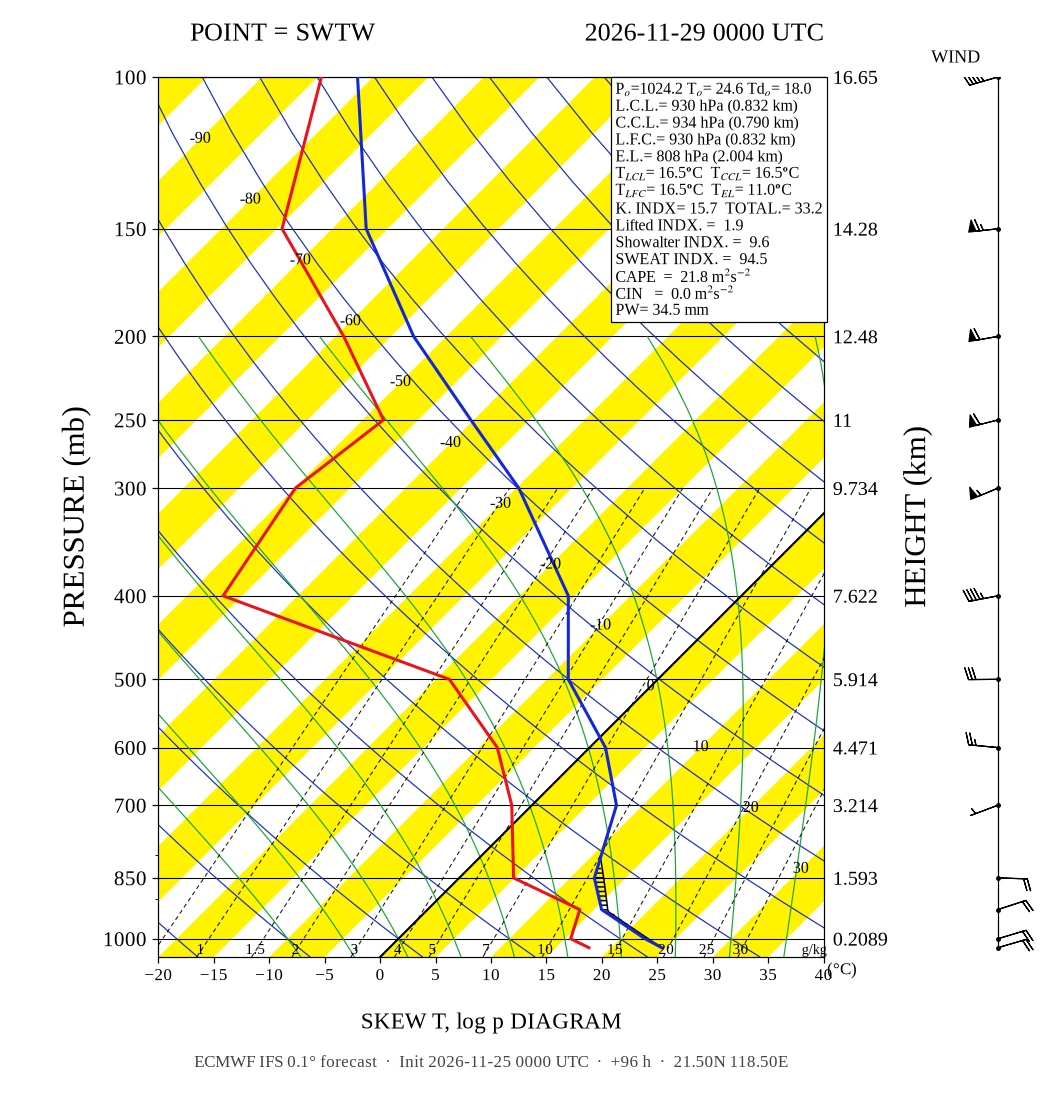 POINT = SWTW 2026-11-29 0000 UTC
WIND
100 16.65
Po=1024.2 To= 24.6 Tdo= 18.0
L.C.L.= 930 hPa (0.832 km)
C.C.L.= 934 hPa (0.790 km)
L.F.C.= 930 hPa (0.832 km)
E.L.= 808 hPa (2.004 km)
TLCL= 16.5°C TCCL= 16.5°C
TLFC= 16.5°C TEL= 11.0°C
K. INDX= 15.7 TOTAL.= 33.2
Lifted INDX. = 1.9
Showalter INDX. = 9.6
SWEAT INDX. = 94.5
CAPE = 21.8 m²s⁻²
CIN = 0.0 m²s⁻²
PW= 34.5 mm
-90
-80
150 14.28
-70
-60
200 12.48
-50
250 11
-40
300 9.734
-30
PRESSURE (mb)
HEIGHT (km)
-20
400 7.622
-10
500 5.914
0
10
600 4.471
20
700 3.214
30
850 1.593
1000 0.2089
1 1.5 2 3 4 5 7 10 15 20 25 30 g/kg
−20 −15 −10 −5 0 5 10 15 20 25 30 35 40 (°C)
SKEW T, log p DIAGRAM
ECMWF IFS 0.1° forecast · Init 2026-11-25 0000 UTC · +96 h · 21.50N 118.50E